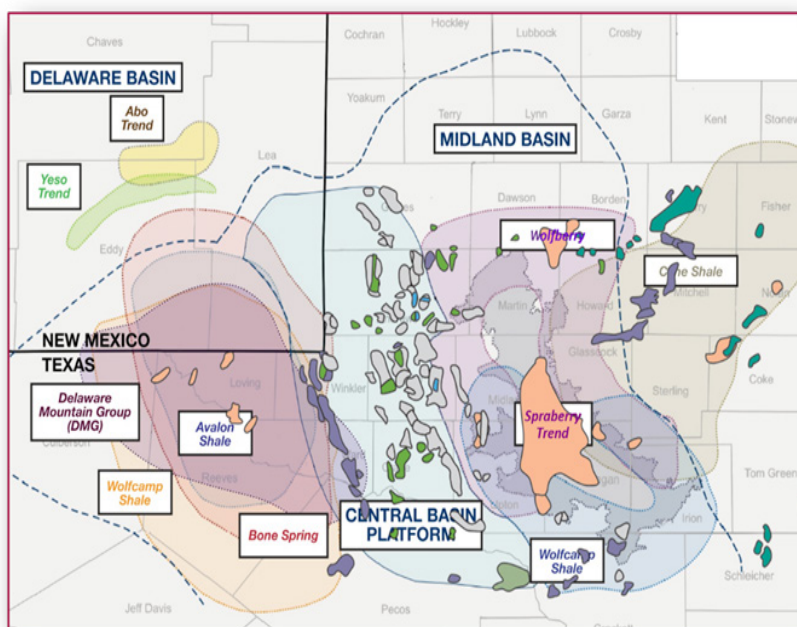 Hockley
Cochran
Lubbock
Crosby
Chaves
DELAWARE BASIN
Abo
Trend
Yoakum
Terry
Lynn
Garza
Kent
MIDLAND BASIN
Lea
Yeso
Trend
Dawson
Borden
Fisher
Wolfberry
Eddy
Cline Shale
Martin
Howard
Mitchell
NEW MEXICO
TEXAS
Glasscock
Loving
Winkler
Sterling
Coke
Delaware
Mountain Group
(DMG)
Avalon
Shale
Spraberry
Trend
Culberson
Reeves
Tom Green
Wolfcamp
Shale
CENTRAL BASIN
PLATFORM
Upton
Irion
Bone Spring
Wolfcamp
Shale
Schleicher
Jeff Davis
Pecos